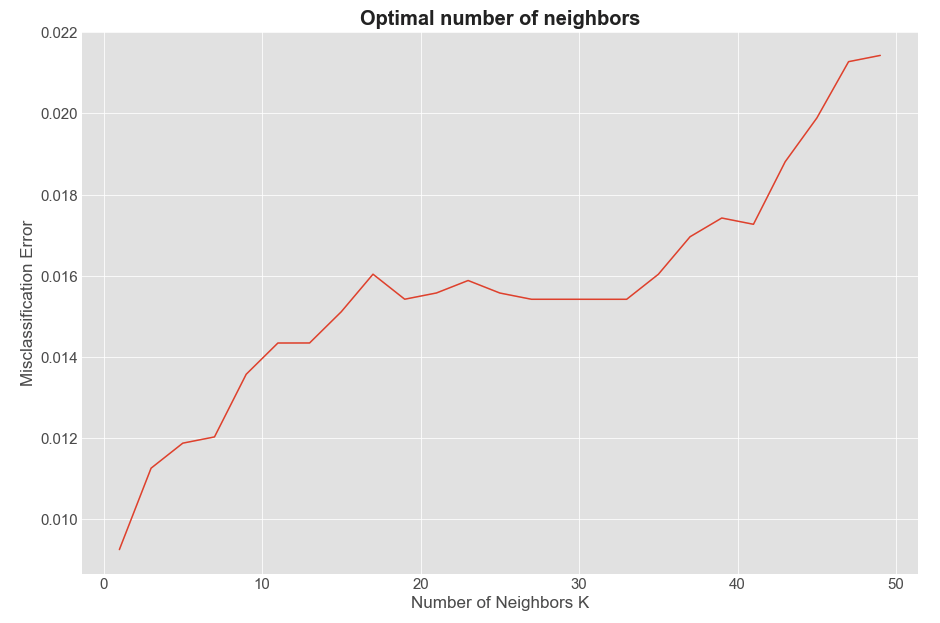 Optimal number of neighbors
0.022
0.020
0.018
0.016
0.014
0.012
0.010
Misclassification Error
0 10 20 30 40 50
Number of Neighbors K